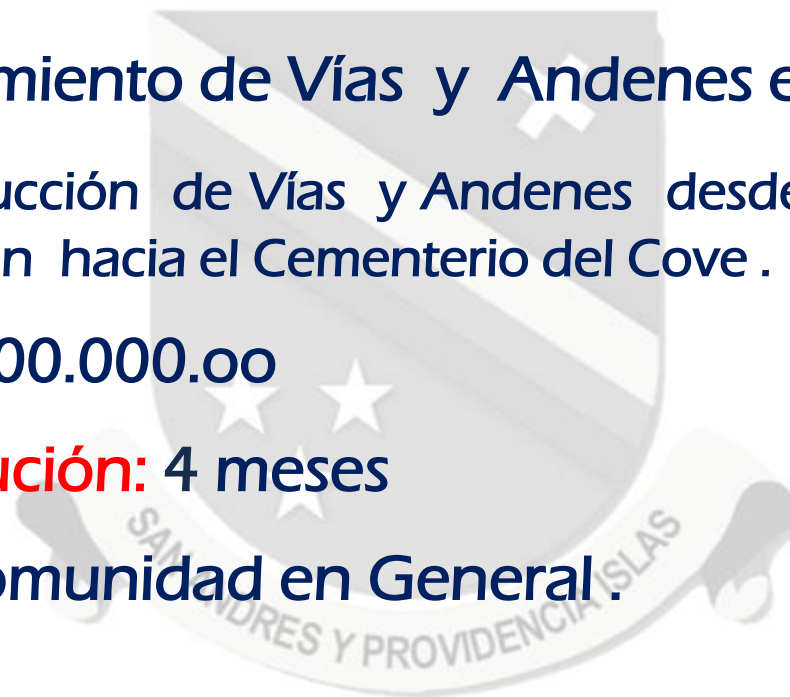 miento de Vías y Andenes e
ucción de Vías y Andenes desde
n hacia el Cementerio del Cove .
00.000.oo
ución: 4 meses
omunidad en General .
SAN ANDRES Y PROVIDENCIA ISLAS